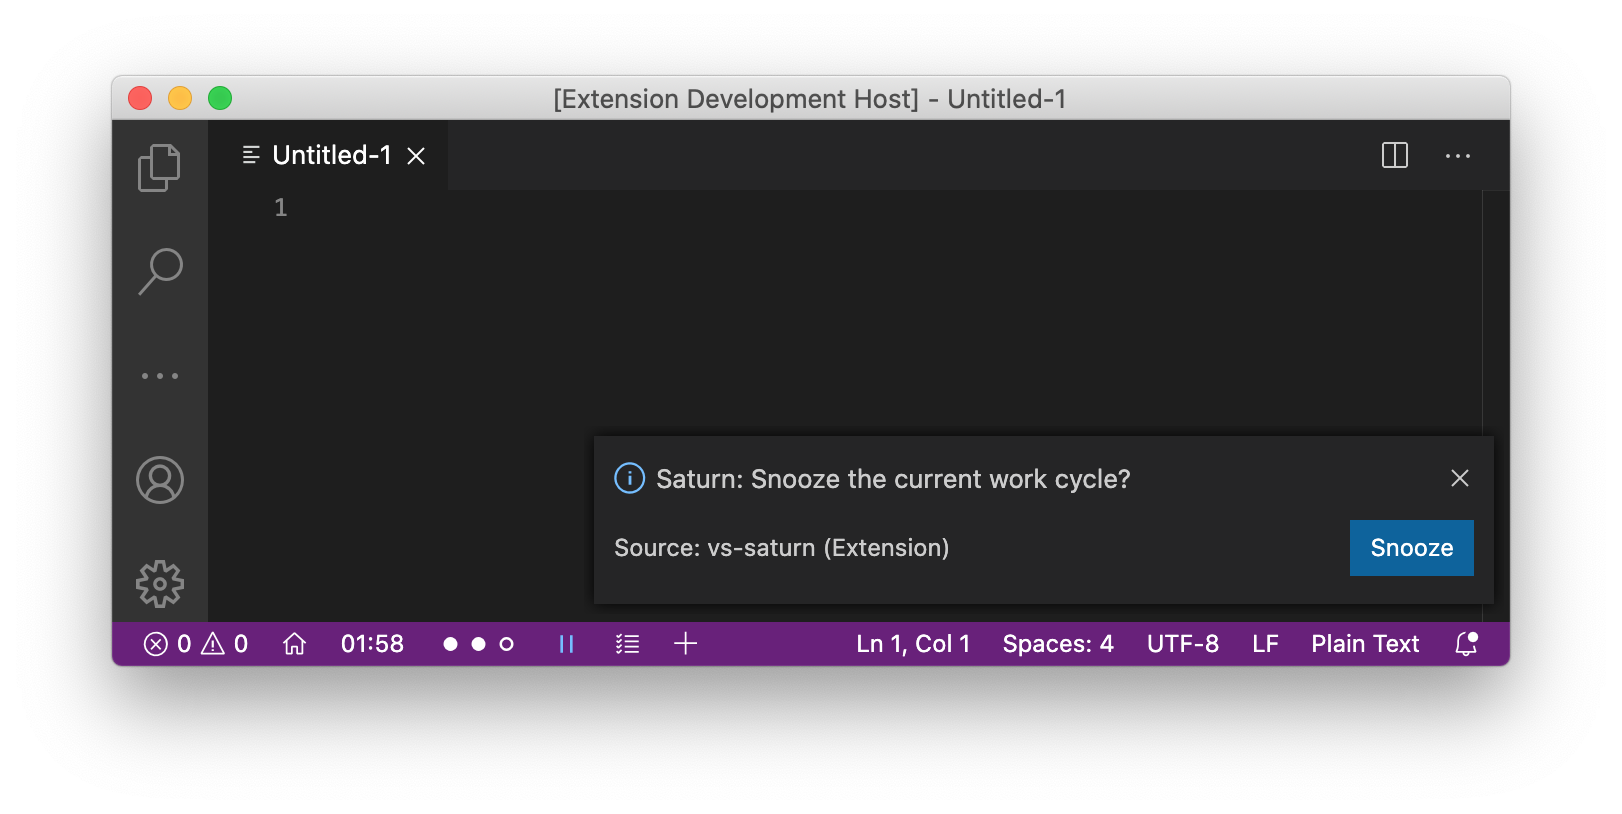 [Extension Development Host] - Untitled-1
Untitled-1
1
Saturn: Snooze the current work cycle?
Source: vs-saturn (Extension)
Snooze
0 0 01:58 Ln 1, Col 1 Spaces: 4 UTF-8 LF Plain Text